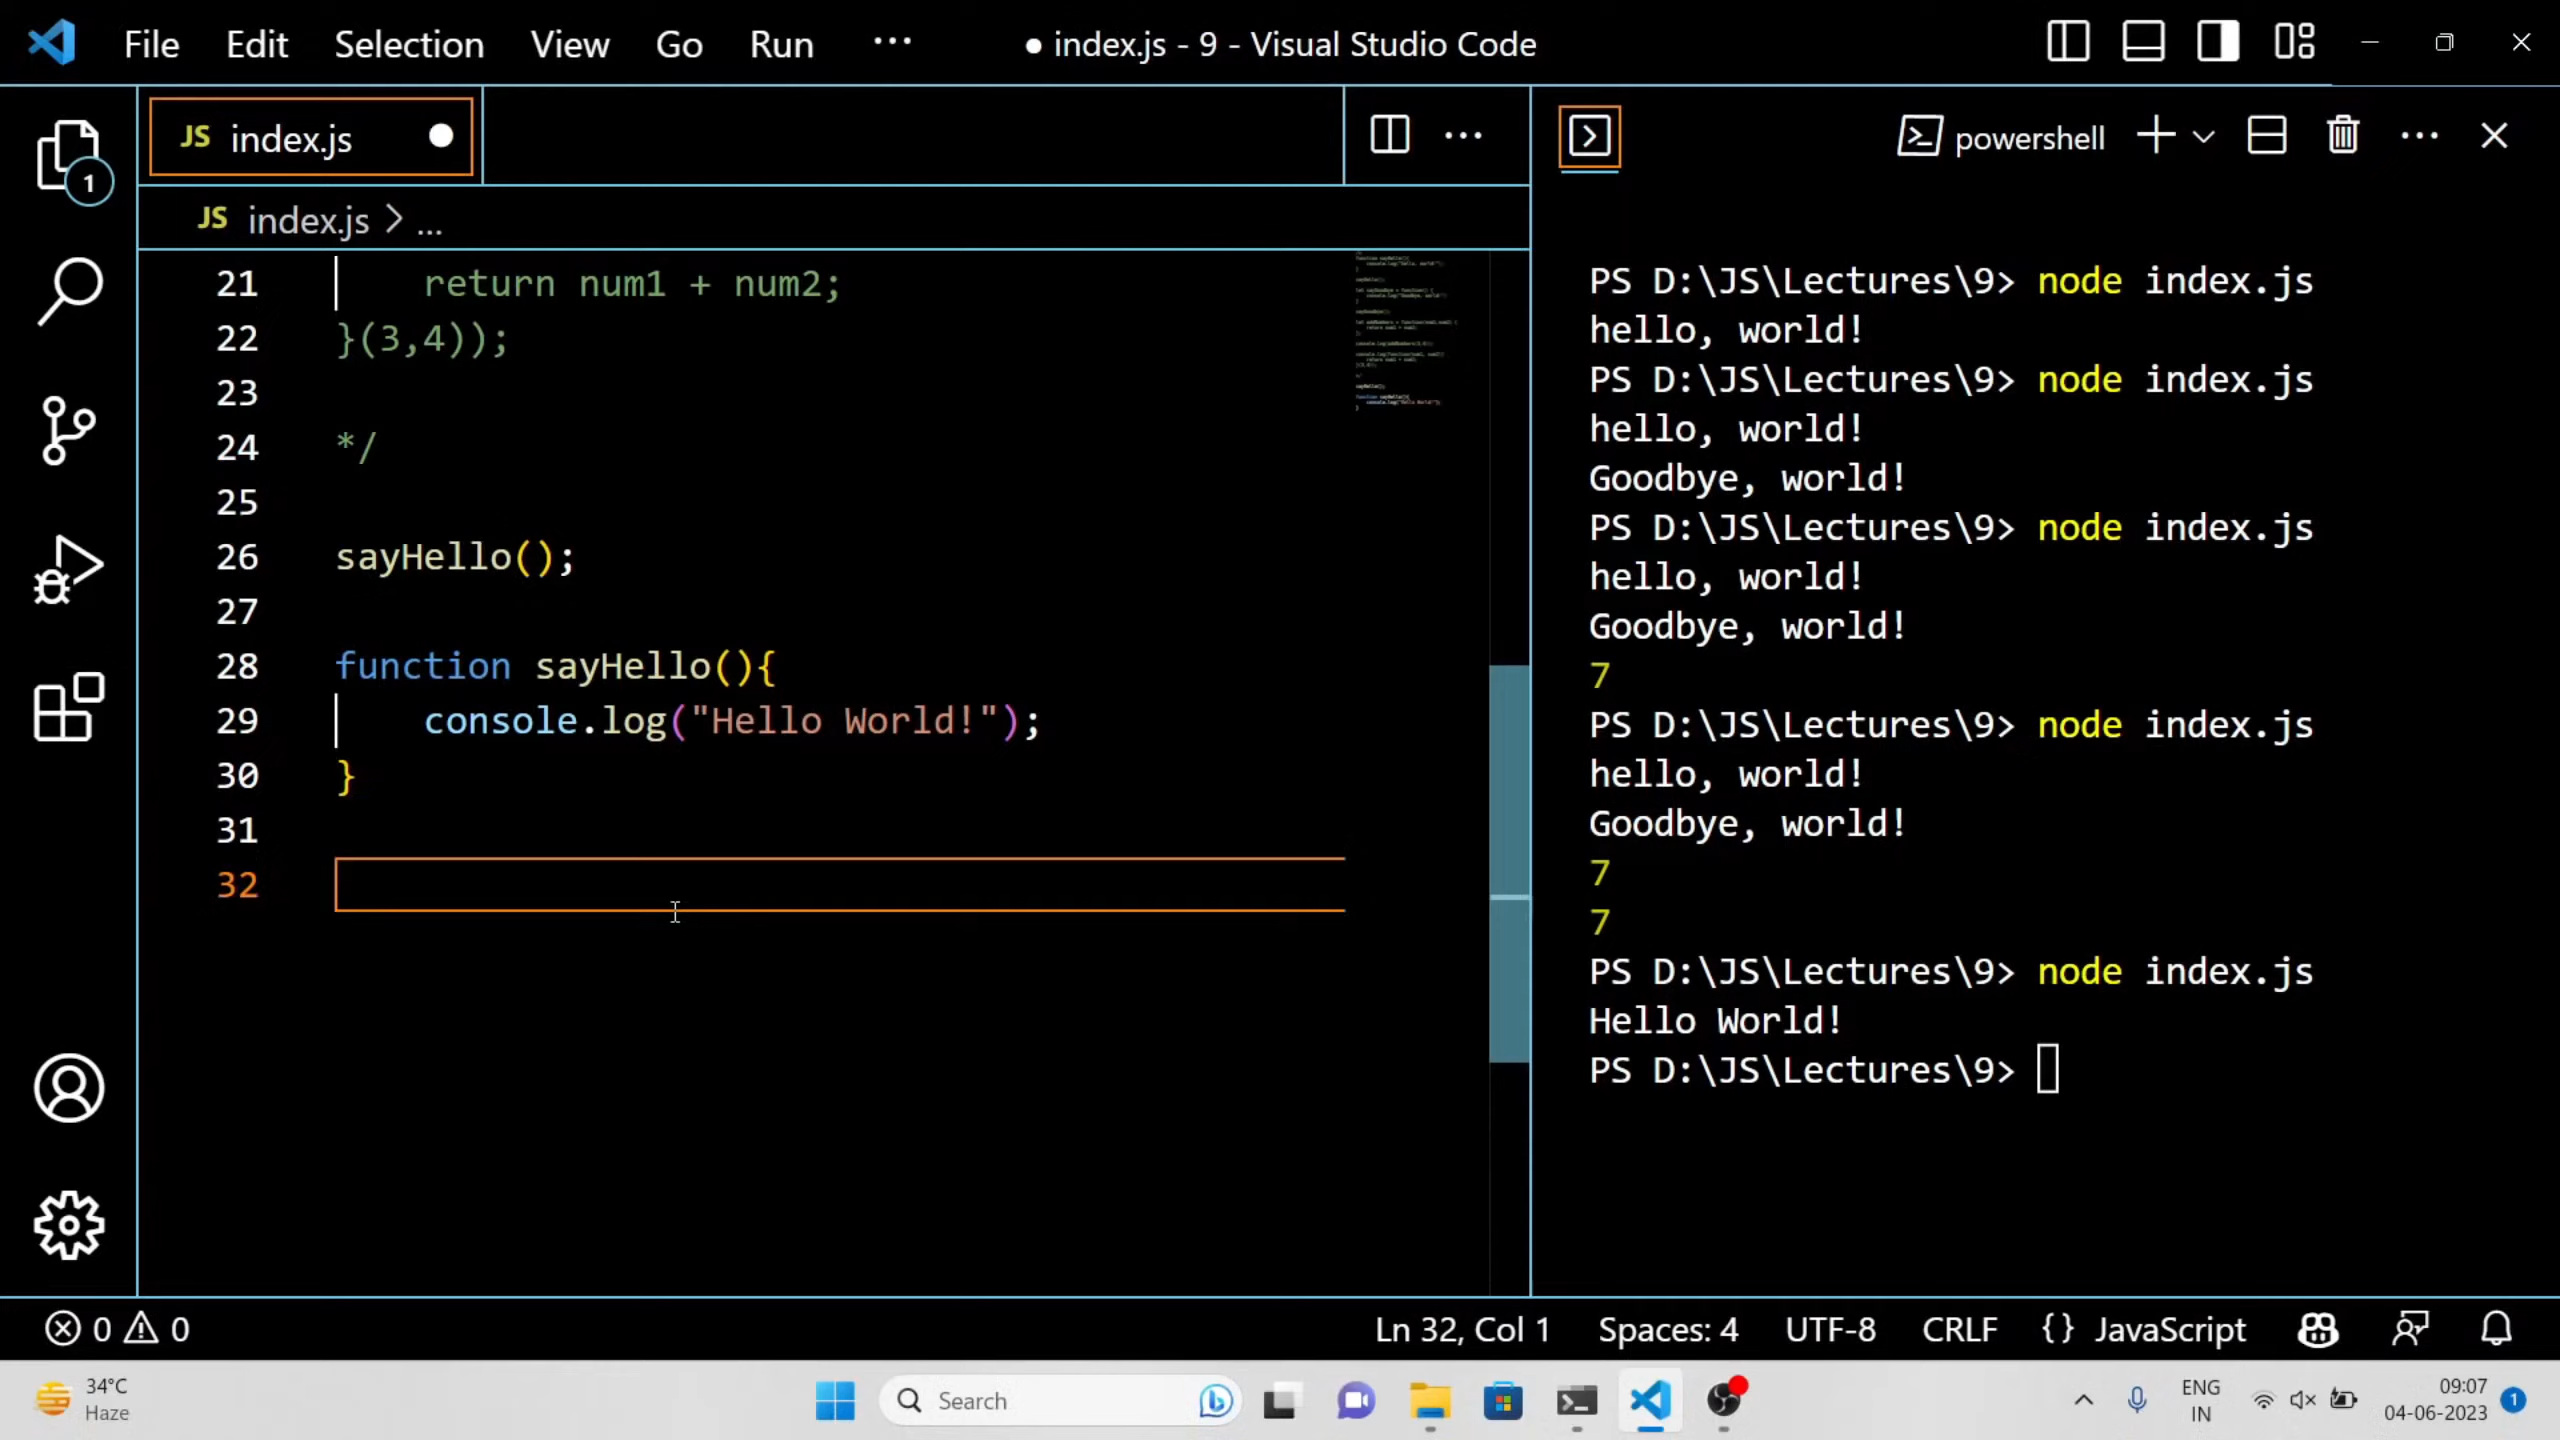 File Edit Selection View Go Run ··· ● index.js - 9 - Visual Studio Code
JS index.js ●
JS index.js > ...
21 return num1 + num2;
22 }(3,4));
23
24 */
25
26 sayHello();
27
28 function sayHello(){
29 console.log("Hello World!");
30 }
31
32
1
powershell
PS D:\JS\Lectures\9> node index.js
hello, world!
PS D:\JS\Lectures\9> node index.js
hello, world!
Goodbye, world!
PS D:\JS\Lectures\9> node index.js
hello, world!
Goodbye, world!
7
PS D:\JS\Lectures\9> node index.js
hello, world!
Goodbye, world!
7
7
PS D:\JS\Lectures\9> node index.js
Hello World!
PS D:\JS\Lectures\9>
0 0 Ln 32, Col 1 Spaces: 4 UTF-8 CRLF {} JavaScript
34°C
Haze
Search
ENG
IN
09:07
04-06-2023
1